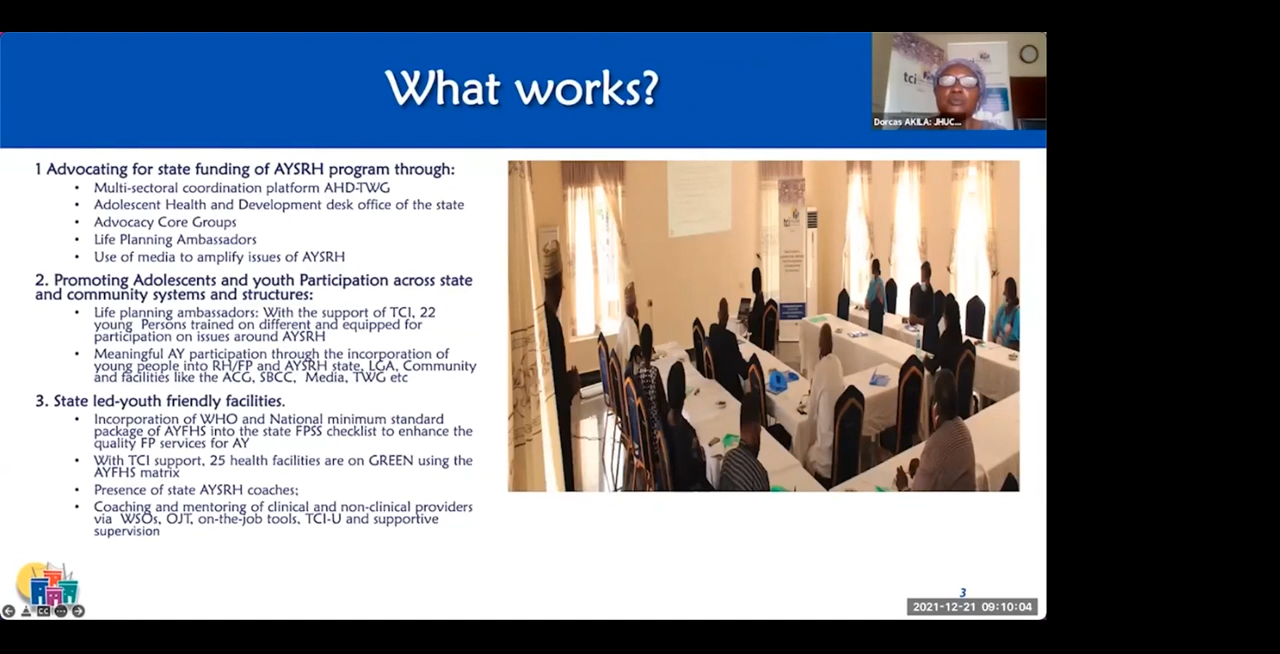 What works?
tci
Dorcas AKILA: JHUC...
1 Advocating for state funding of AYSRH program through:
• Multi-sectoral coordination platform AHD-TWG
• Adolescent Health and Development desk office of the state
• Advocacy Core Groups
• Life Planning Ambassadors
• Use of media to amplify issues of AYSRH
2. Promoting Adolescents and youth Participation across state
and community systems and structures:
• Life planning ambassadors: With the support of TCI, 22
young Persons trained on different and equipped for
participation on issues around AYSRH
• Meaningful AY participation through the incorporation of
young people into RH/FP and AYSRH state, LGA, Community
and facilities like the ACG, SBCC, Media, TWG etc
3. State led-youth friendly facilities.
• Incorporation of WHO and National minimum standard
package of AYFHS into the state FPSS checklist to enhance the
quality FP services for AY
• With TCI support, 25 health facilities are on GREEN using the
AYFHS matrix
• Presence of state AYSRH coaches;
• Coaching and mentoring of clinical and non-clinical providers
via WSOs, OJT, on-the-job tools, TCI-U and supportive
supervision
tci
CC
3
2021-12-21 09:10:04